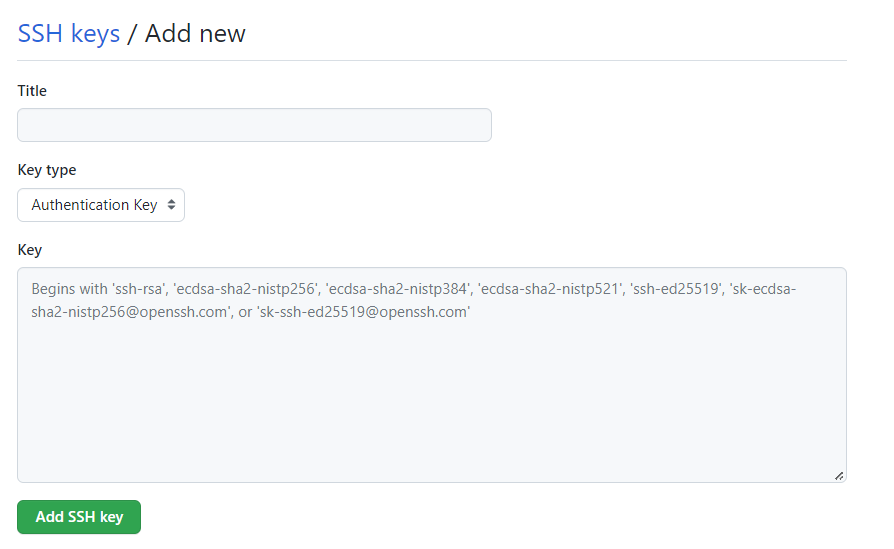 SSH keys / Add new
Title
Key type
Authentication Key
Key
Begins with 'ssh-rsa', 'ecdsa-sha2-nistp256', 'ecdsa-sha2-nistp384', 'ecdsa-sha2-nistp521', 'ssh-ed25519', 'sk-ecdsa-
sha2-nistp256@openssh.com', or 'sk-ssh-ed25519@openssh.com'
Add SSH key